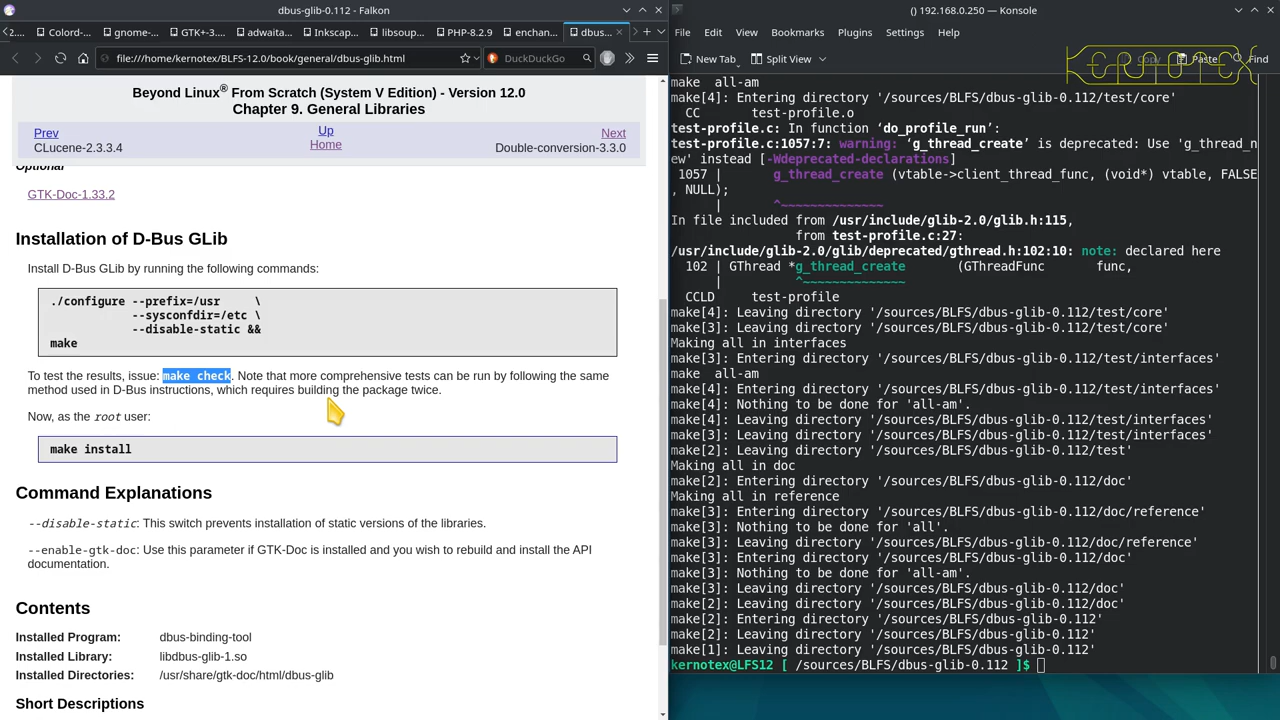 dbus-glib-0.112 — Falkon
2....
Colord-...
gnome-...
GTK+-3....
adwaita...
Inkscap...
libsoup...
PHP-8.2.9
enchan...
dbus...
file:///home/kernotex/BLFS-12.0/book/general/dbus-glib.html
DuckDuckGo
Beyond Linux® From Scratch (System V Edition) - Version 12.0
Chapter 9. General Libraries
Prev
Up
Next
CLucene-2.3.3.4
Home
Double-conversion-3.3.0
Optional
GTK-Doc-1.33.2
Installation of D-Bus GLib
Install D-Bus GLib by running the following commands:
./configure --prefix=/usr     \
--sysconfdir=/etc \
--disable-static &&
make
To test the results, issue: make check. Note that more comprehensive tests can be run by following the same
method used in D-Bus instructions, which requires building the package twice.
Now, as the root user:
make install
Command Explanations
--disable-static: This switch prevents installation of static versions of the libraries.
--enable-gtk-doc: Use this parameter if GTK-Doc is installed and you wish to rebuild and install the API
documentation.
Contents
Installed Program: dbus-binding-tool
Installed Library: libdbus-glib-1.so
Installed Directories: /usr/share/gtk-doc/html/dbus-glib
Short Descriptions
() 192.168.0.250 — Konsole
File Edit View Bookmarks Plugins Settings Help
New Tab Split View Copy Paste Find
KERNOTEX
make  all-am
make[4]: Entering directory '/sources/BLFS/dbus-glib-0.112/test/core'
CC       test-profile.o
test-profile.c: In function ‘do_profile_run’:
test-profile.c:1057:7: warning: ‘g_thread_create’ is deprecated: Use 'g_thread_n
ew' instead [-Wdeprecated-declarations]
1057 |       g_thread_create (vtable->client_thread_func, (void*) vtable, FALSE
, NULL);
|       ^~~~~~~~~~~~~~~
In file included from /usr/include/glib-2.0/glib.h:115,
from test-profile.c:27:
/usr/include/glib-2.0/glib/deprecated/gthread.h:102:10: note: declared here
102 | GThread *g_thread_create       (GThreadFunc       func,
|          ^~~~~~~~~~~~~~~
CCLD     test-profile
make[4]: Leaving directory '/sources/BLFS/dbus-glib-0.112/test/core'
make[3]: Leaving directory '/sources/BLFS/dbus-glib-0.112/test/core'
Making all in interfaces
make[3]: Entering directory '/sources/BLFS/dbus-glib-0.112/test/interfaces'
make  all-am
make[4]: Entering directory '/sources/BLFS/dbus-glib-0.112/test/interfaces'
make[4]: Nothing to be done for 'all-am'.
make[4]: Leaving directory '/sources/BLFS/dbus-glib-0.112/test/interfaces'
make[3]: Leaving directory '/sources/BLFS/dbus-glib-0.112/test/interfaces'
make[2]: Leaving directory '/sources/BLFS/dbus-glib-0.112/test'
Making all in doc
make[2]: Entering directory '/sources/BLFS/dbus-glib-0.112/doc'
Making all in reference
make[3]: Entering directory '/sources/BLFS/dbus-glib-0.112/doc/reference'
make[3]: Nothing to be done for 'all'.
make[3]: Leaving directory '/sources/BLFS/dbus-glib-0.112/doc/reference'
make[3]: Entering directory '/sources/BLFS/dbus-glib-0.112/doc'
make[3]: Nothing to be done for 'all-am'.
make[3]: Leaving directory '/sources/BLFS/dbus-glib-0.112/doc'
make[2]: Leaving directory '/sources/BLFS/dbus-glib-0.112/doc'
make[2]: Entering directory '/sources/BLFS/dbus-glib-0.112'
make[2]: Leaving directory '/sources/BLFS/dbus-glib-0.112'
make[1]: Leaving directory '/sources/BLFS/dbus-glib-0.112'
kernotex@LFS12 [ /sources/BLFS/dbus-glib-0.112 ]$